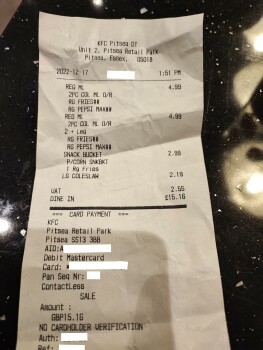 KFC Pitsea DT
Unit 2, Pitsea Retail Park
Pitsea, Essex, 05018
2022-12-17 1:51 PM
REG ML 4.99
2PC COL ML O/R
RG FRIES##
RG PEPSI MAX##
REG ML 4.99
2PC COL ML O/R
2 + Leg
RG FRIES##
RG PEPSI MAX##
SNACK BUCKET 2.99
P/CORN SNKBKT
1 Rg Fries
LG COLESLAW 2.19
VAT 2.55
DINE IN £15.16
=== CARD PAYMENT ===
KFC
Pitsea Retail Park
Pitsea SS13 3BB
AID:A
Debit Mastercard
Card: *
Pan Seq Nr:
ContactLess
SALE
Amount :
GBP15.16
NO CARDHOLDER VERIFICATION
Auth:
Ref: